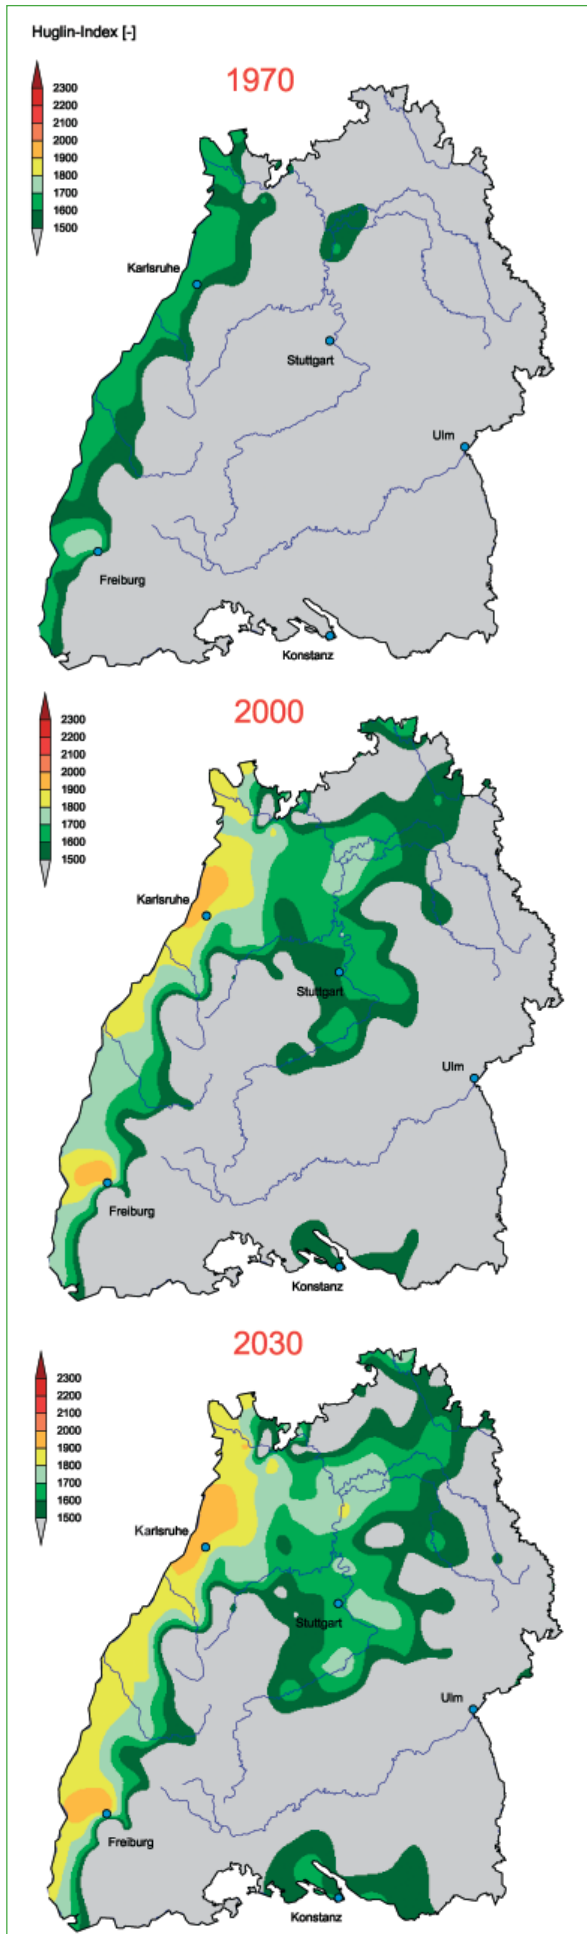 Huglin-Index [-]
1970
2300
2200
2100
2000
1900
1800
1700
1600
1500
Karlsruhe
Stuttgart
Ulm
Freiburg
Konstanz
2000
2300
2200
2100
2000
1900
1800
1700
1600
1500
Karlsruhe
Stuttgart
Ulm
Freiburg
Konstanz
2030
2300
2200
2100
2000
1900
1800
1700
1600
1500
Karlsruhe
Stuttgart
Ulm
Freiburg
Konstanz